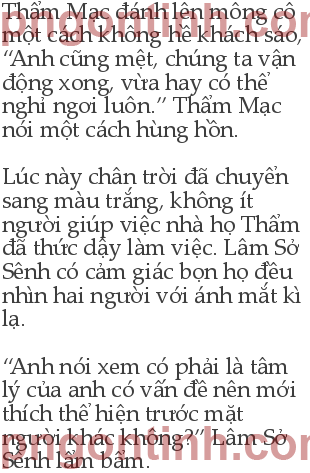 Thẩm Mạc đánh lên mông cô
một cách không hề khách sáo,
“Anh cũng mệt, chúng ta vận
động xong, vừa hay có thể
nghỉ ngơi luôn.” Thẩm Mạc
nói một cách hùng hồn.
Lúc này chân trời đã chuyển
sang màu trắng, không ít
người giúp việc nhà họ Thẩm
đã thức dậy làm việc. Lâm Sở
Sênh có cảm giác bọn họ đều
nhìn hai người với ánh mắt kì
lạ.
“Anh nói xem có phải là tâm
lý của anh có vấn đề nên mới
thích thể hiện trước mặt
người khác không?” Lâm Sở
Sênh lẩm bẩm.
pngontinh.com
pngontinh.com